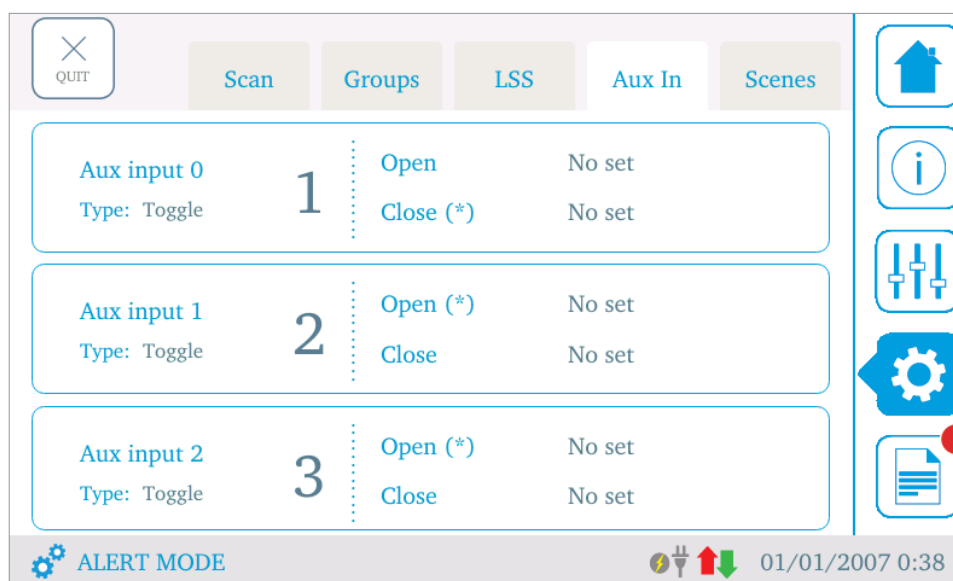 QUIT
Scan Groups LSS Aux In Scenes
Aux input 0
Type: Toggle
1
Open No set
Close (*) No set
Aux input 1
Type: Toggle
2
Open (*) No set
Close No set
Aux input 2
Type: Toggle
3
Open (*) No set
Close No set
ALERT MODE
01/01/2007 0:38